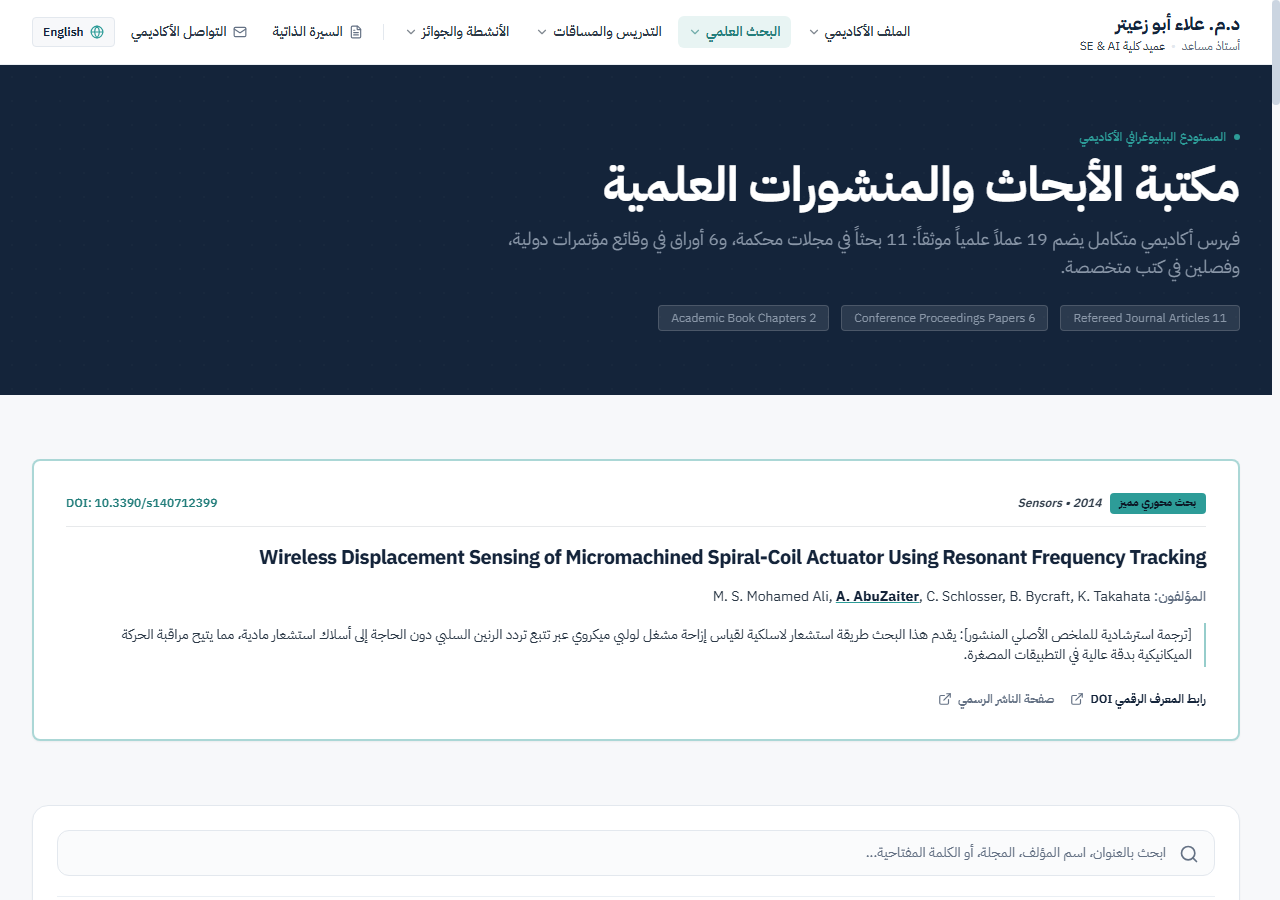 د.م. علاء أبو زعيتر
أستاذ مساعد · عميد كلية SE & AI
الملف الأكاديمي
البحث العلمي
التدريس والمساقات
الأنشطة والجوائز
السيرة الذاتية
التواصل الأكاديمي
English
المستودع الببليوغرافي الأكاديمي
مكتبة الأبحاث والمنشورات العلمية
فهرس أكاديمي متكامل يضم 19 عملاً علمياً موثقاً: 11 بحثاً في مجلات محكمة، و6 أوراق في وقائع مؤتمرات دولية،
وفصلين في كتب متخصصة.
Refereed Journal Articles 11
Conference Proceedings Papers 6
Academic Book Chapters 2
بحث محوري مميز
Sensors • 2014
DOI: 10.3390/s140712399
Wireless Displacement Sensing of Micromachined Spiral-Coil Actuator Using Resonant Frequency Tracking
المؤلفون: M. S. Mohamed Ali, A. AbuZaiter, C. Schlosser, B. Bycraft, K. Takahata
[ترجمة استرشادية للملخص الأصلي المنشور]: يقدم هذا البحث طريقة استشعار لاسلكية لقياس إزاحة مشغل لولبي ميكروي عبر تتبع تردد الرنين السلبي دون الحاجة إلى أسلاك استشعار مادية، مما يتيح مراقبة الحركة
الميكانيكية بدقة عالية في التطبيقات المصغرة.
رابط المعرف الرقمي DOI
صفحة الناشر الرسمي
ابحث بالعنوان، اسم المؤلف، المجلة، أو الكلمة المفتاحية...